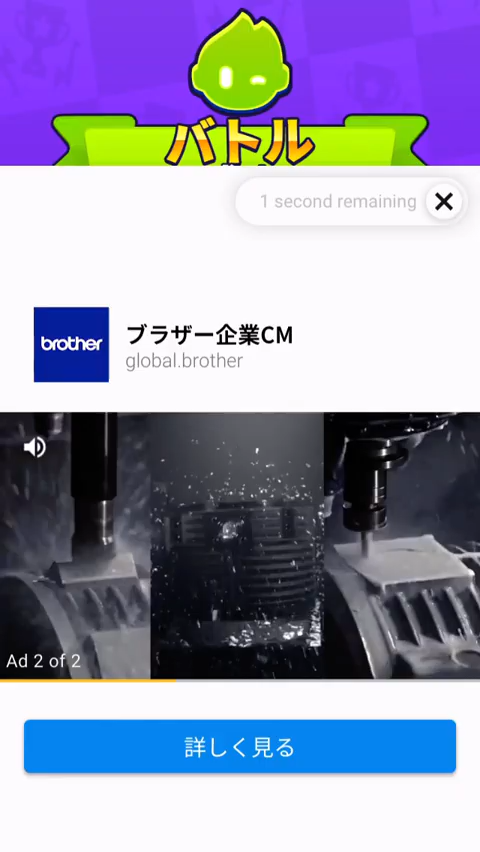 バトル
1 second remaining
brother
ブラザー企業CM
global.brother
Ad 2 of 2
詳しく見る